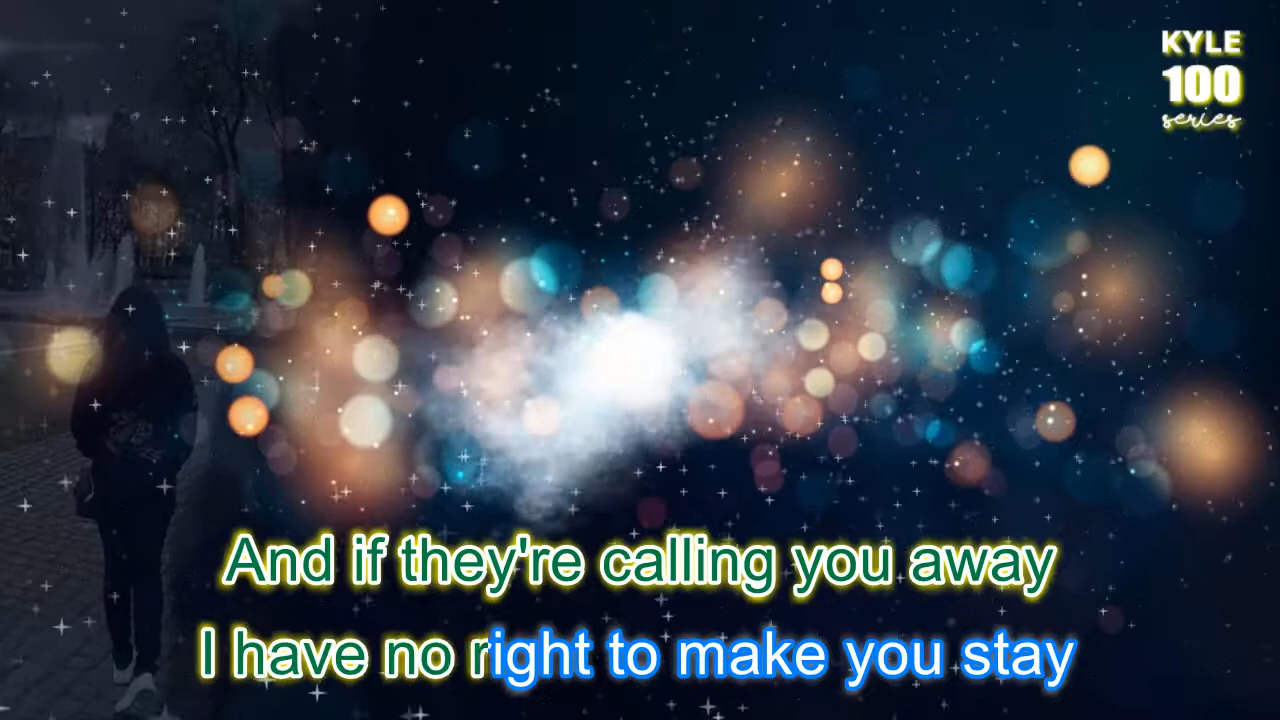 KYLE
100
series
And if they're calling you away
I have no right to make you stay